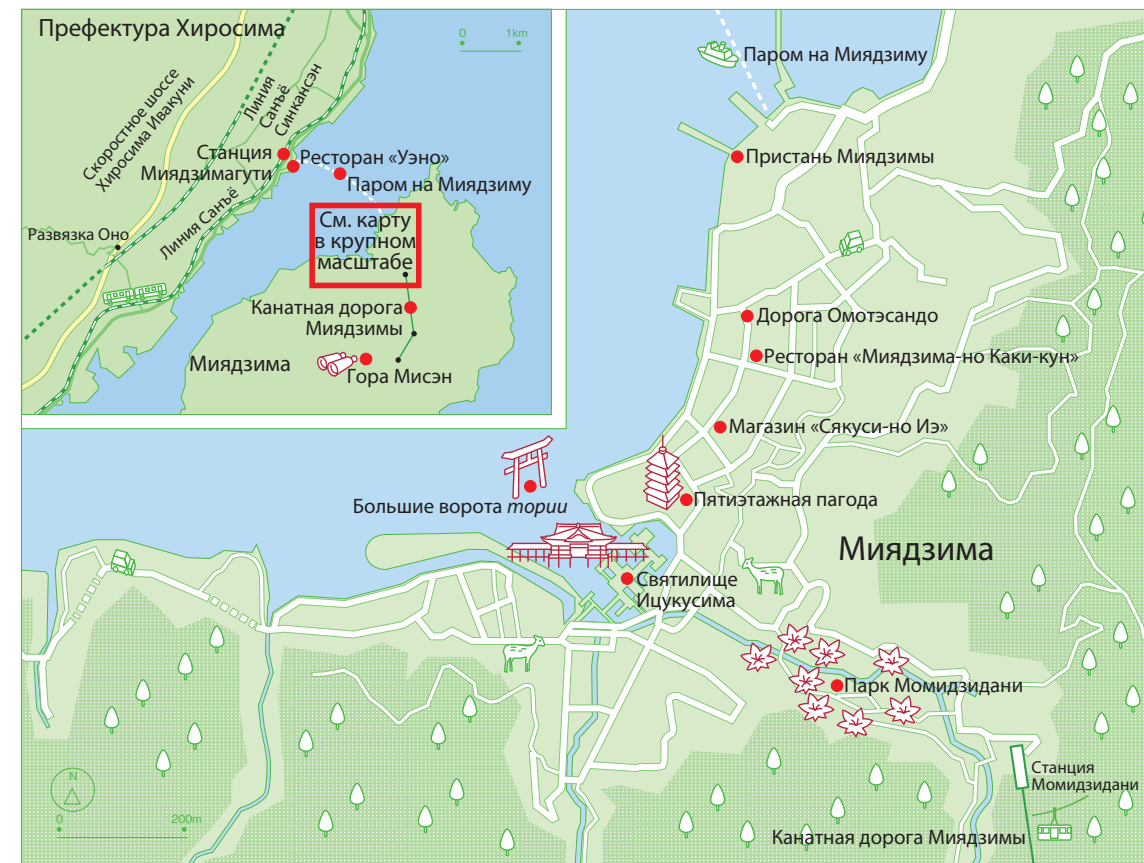 Префектура Хиросима
0 1km
Скоростное шоссе
Хиросима Ивакуни
Линия
Санъё
Синкансэн
Станция
Миядзимагути
Ресторан «Уэно»
Паром на Миядзиму
Линия Санъё
Развязка Оно
См. карту
в крупном
масштабе
Канатная дорога
Миядзимы
Миядзима
Гора Мисэн
Паром на Миядзиму
Пристань Миядзимы
Дорога Омотэсандо
Ресторан «Миядзима-но Каки-кун»
Магазин «Сякуси-но Иэ»
Большие ворота тории
Пятиэтажная пагода
Миядзима
Святилище
Ицукусима
Парк Момидзидани
Станция
Момидзидани
Канатная дорога Миядзимы
N
0 200m